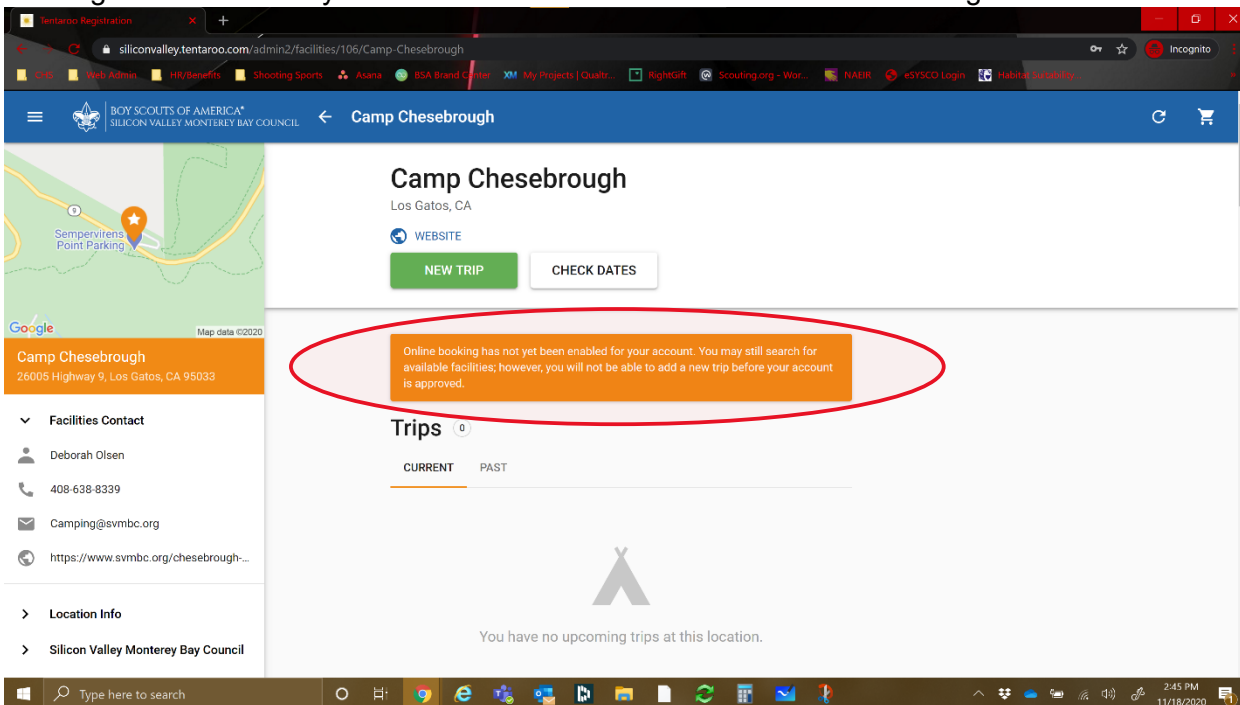 Tentaroo Registration
siliconvalley.tentaroo.com/admin2/facilities/106/Camp-Chesebrough
Incognito
CHS Web Admin HR/Benefits Shooting Sports Asana BSA Brand Center My Projects | Qualtr... RightGift Scouting.org - Wor... NAEIR eSYSCO Login Habitat Suitability
BOY SCOUTS OF AMERICA®
SILICON VALLEY MONTEREY BAY COUNCIL
Camp Chesebrough
9
Sempervirens
Point Parking
Google
Map data ©2020
Camp Chesebrough
26005 Highway 9, Los Gatos, CA 95033
Facilities Contact
Deborah Olsen
408-638-8339
Camping@svmbc.org
https://www.svmbc.org/chesebrough-...
Location Info
Silicon Valley Monterey Bay Council
Camp Chesebrough
Los Gatos, CA
WEBSITE
NEW TRIP CHECK DATES
Online booking has not yet been enabled for your account. You may still search for
available facilities; however, you will not be able to add a new trip before your account
is approved.
Trips 0
CURRENT PAST
You have no upcoming trips at this location.
Type here to search
2:45 PM
11/18/2020